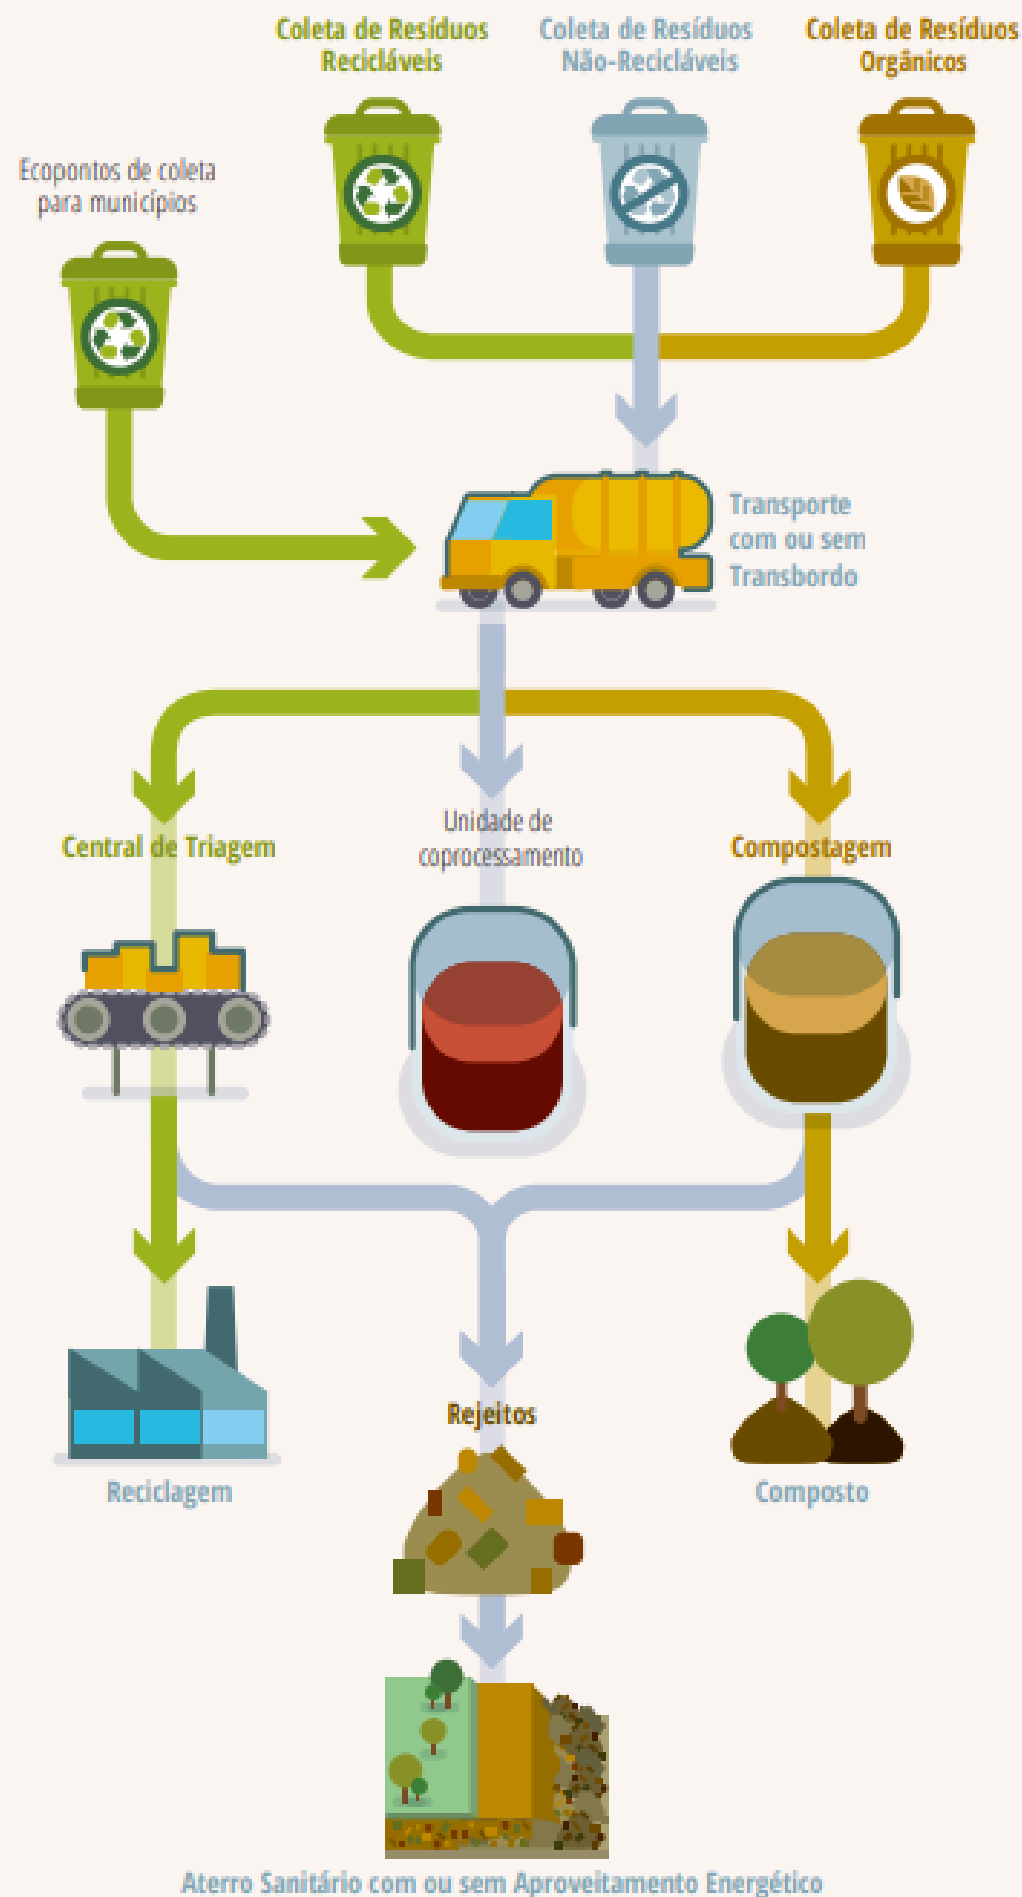 Coleta de Resíduos
Recicláveis
Coleta de Resíduos
Não-Recicláveis
Coleta de Resíduos
Orgânicos
Ecopontos de coleta
para municípios
Transporte
com ou sem
Transbordo
Central de Triagem
Unidade de
coprocessamento
Compostagem
Rejeitos
Reciclagem
Composto
Aterro Sanitário com ou sem Aproveitamento Energético